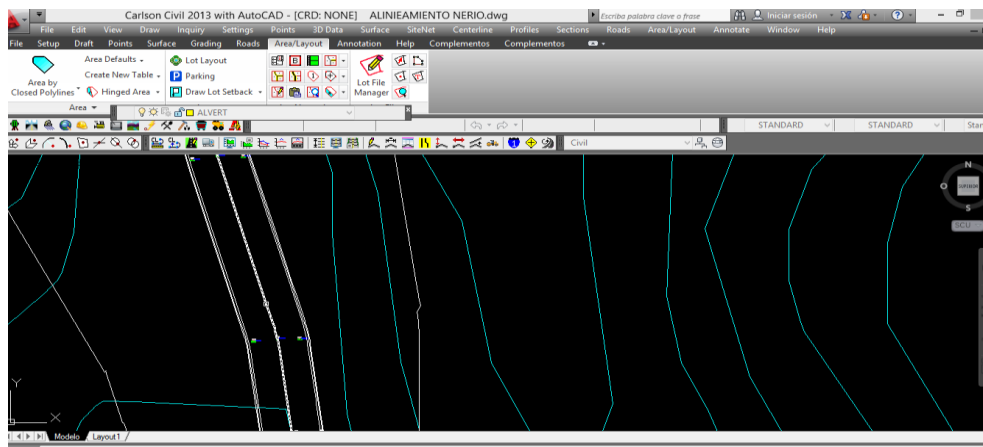 Carlson Civil 2013 with AutoCAD - [CRD: NONE]    ALINIEAMIENTO NERIO.dwg
Escriba palabra clave o frase
Iniciar sesión
File Edit View Draw Inquiry Settings Points 3D Data Surface SiteNet Centerline Profiles Sections Roads Area/Layout Annotate Window Help
File Setup Draft Points Surface Grading Roads Area/Layout Annotation Help Complementos Complementos
Area by
Closed Polylines
Area Defaults
Create New Table
Hinged Area
Lot Layout
Parking
Draw Lot Setback
Lot File
Manager
Area
ALVERT
STANDARD STANDARD Star
Civil
N
SUPERIOR
O
S
SCU
Y
X
Modelo Layout1